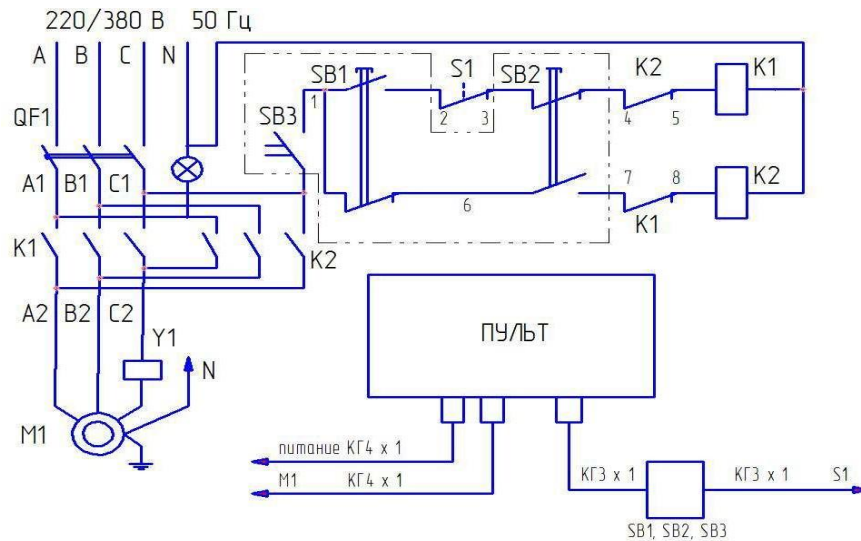 220/380 В 50 Гц
A B C N
QF1
A1 B1 C1
K1
K2
A2 B2 C2
Y1
N
M1
SB3
SB1 S1 SB2 K2 K1
1 2 3 4 5
6 7 8
K1
K2
ПУЛЬТ
питание КГ4 х 1
М1 КГ4 х 1
КГ3 х 1 КГ3 х 1 S1
SB1, SB2, SB3